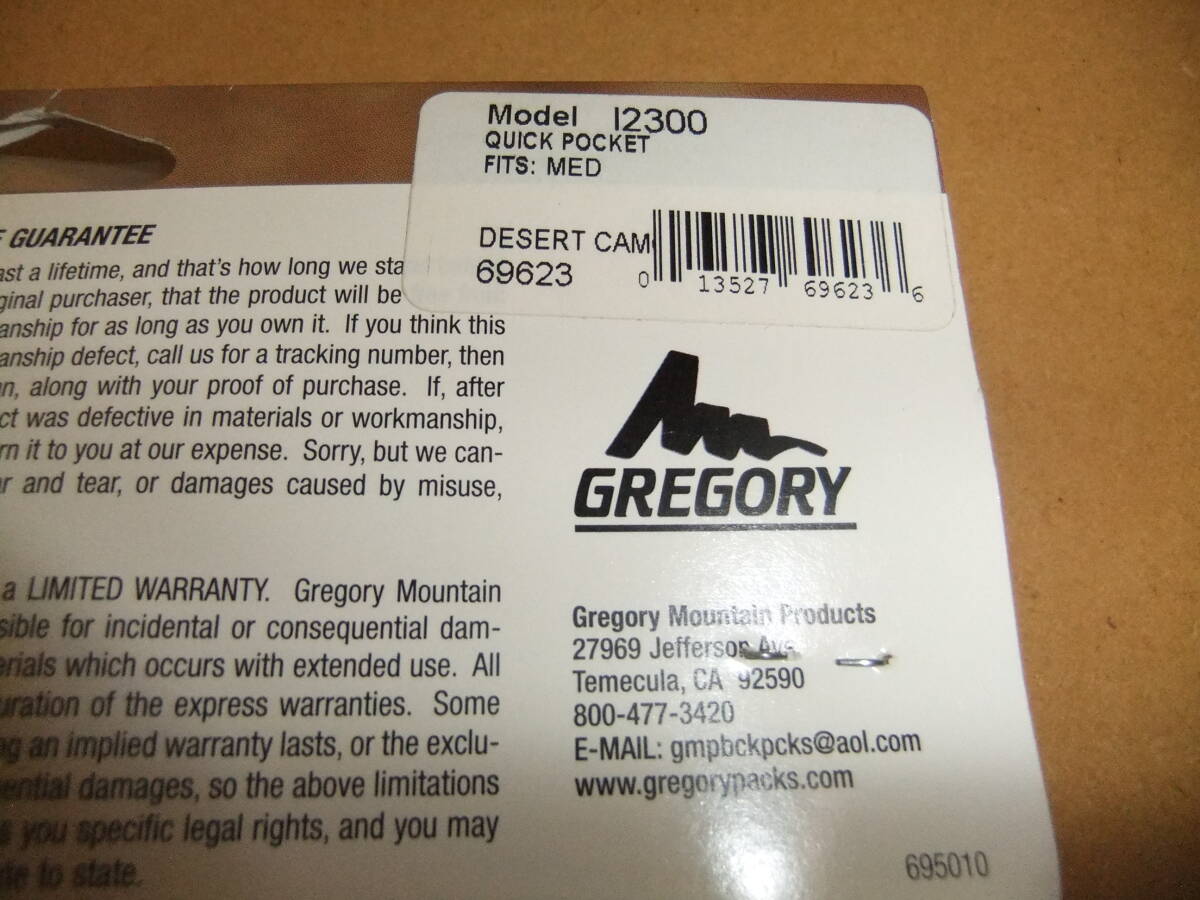 Model I2300
QUICK POCKET
FITS: MED
DESERT CAM
69623
0 13527 69623 6
GUARANTEE
ast a lifetime, and that's how long we sta
ginal purchaser, that the product will be
anship for as long as you own it. If you think this
anship defect, call us for a tracking number, then
n, along with your proof of purchase. If, after
ct was defective in materials or workmanship,
rn it to you at our expense. Sorry, but we can-
r and tear, or damages caused by misuse,
a LIMITED WARRANTY. Gregory Mountain
sible for incidental or consequential dam-
erials which occurs with extended use. All
uration of the express warranties. Some
ng an implied warranty lasts, or the exclu-
ential damages, so the above limitations
s you specific legal rights, and you may
de to state.
GREGORY
Gregory Mountain Products
27969 Jefferson Ave.
Temecula, CA 92590
800-477-3420
E-MAIL: gmpbckpcks@aol.com
www.gregorypacks.com
695010